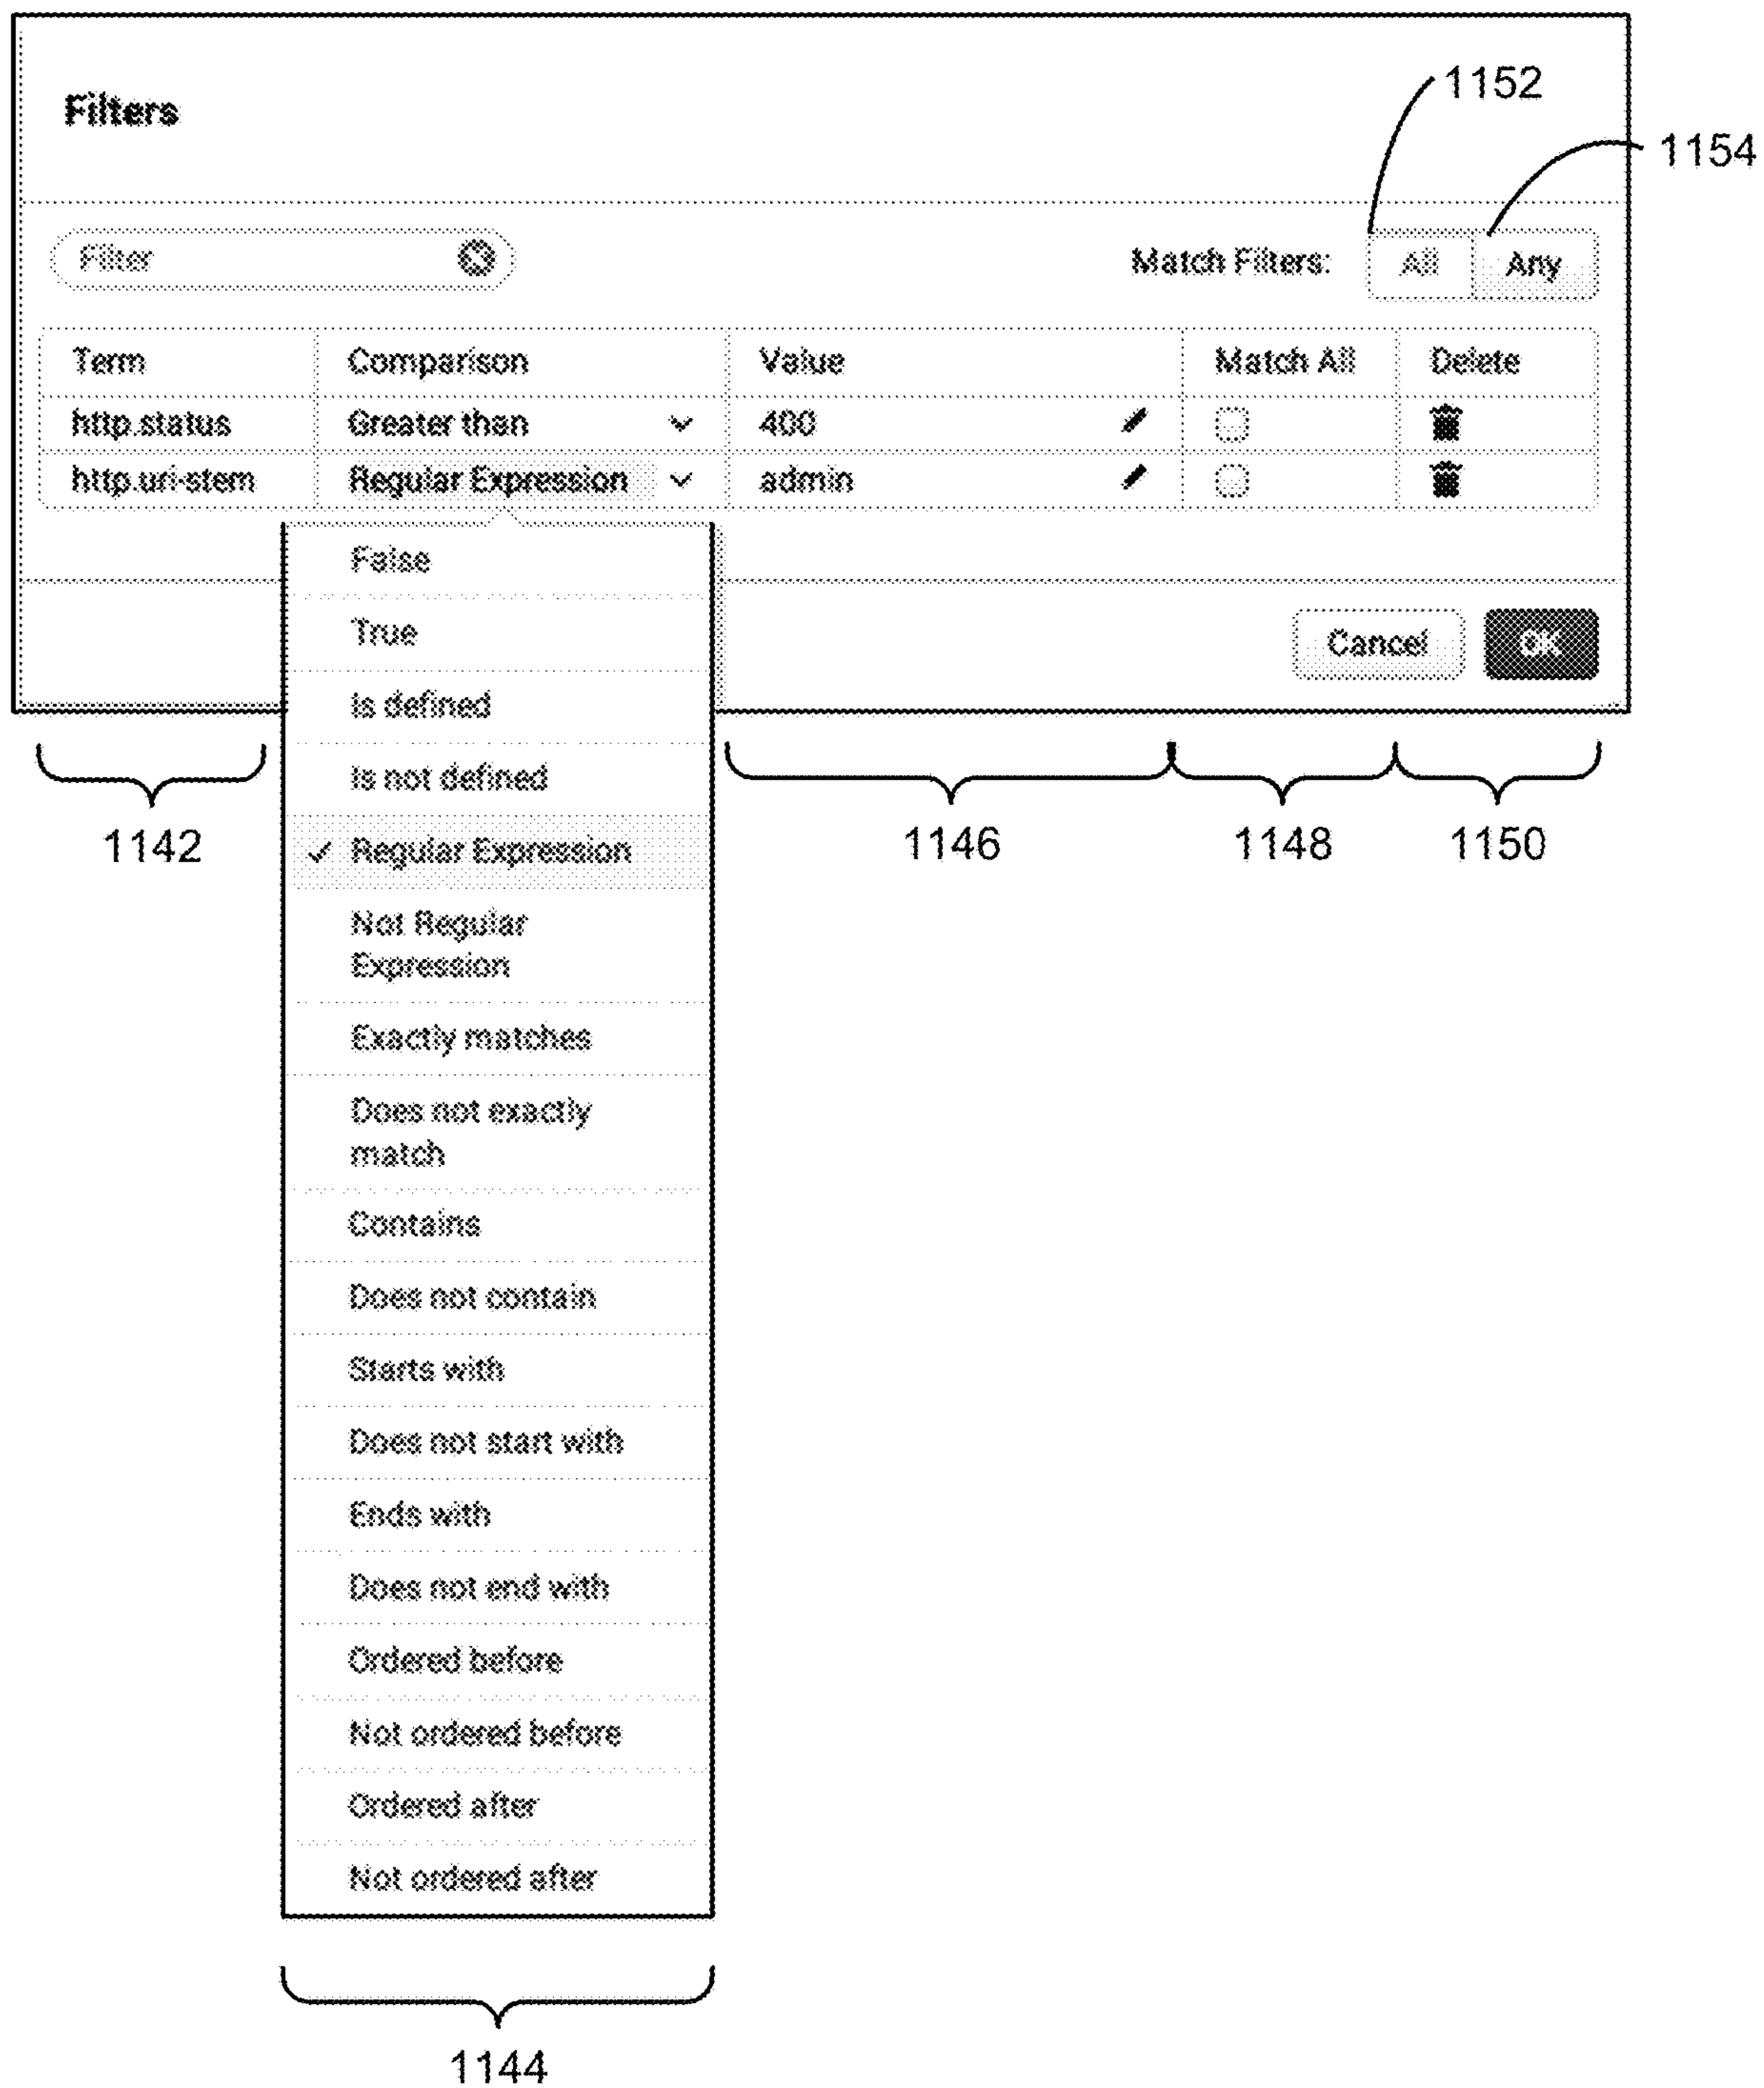 Filters
1152
1154
Filter
Match Filters: All Any
Term Comparison Value Match All Delete
http.status Greater than 400
http.uri-stem Regular Expression admin
False
True
Is defined
Is not defined
Regular Expression
Not Regular
Expression
Exactly matches
Does not exactly
match
Contains
Does not contain
Starts with
Does not start with
Ends with
Does not end with
Ordered before
Not ordered before
Ordered after
Not ordered after
Cancel OK
1142
1146
1148
1150
1144